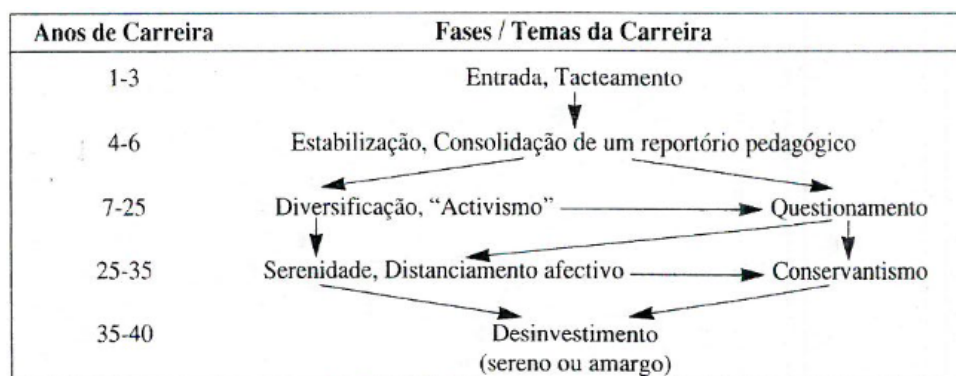 Anos de Carreira Fases / Temas da Carreira
1-3 Entrada, Tacteamento
4-6 Estabilização, Consolidação de um reportório pedagógico
7-25 Diversificação, “Activismo” Questionamento
25-35 Serenidade, Distanciamento afectivo Conservantismo
35-40 Desinvestimento
(sereno ou amargo)